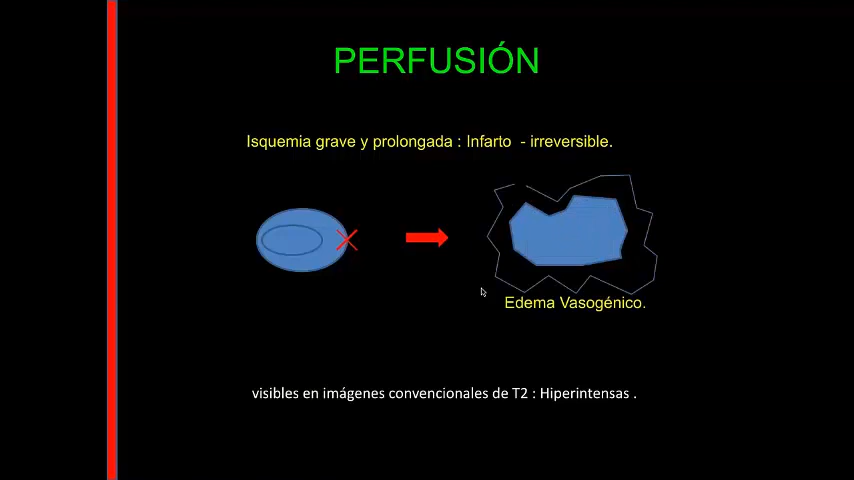 PERFUSIÓN
Isquemia grave y prolongada : Infarto - irreversible.
Edema Vasogénico.
visibles en imágenes convencionales de T2 : Hiperintensas .